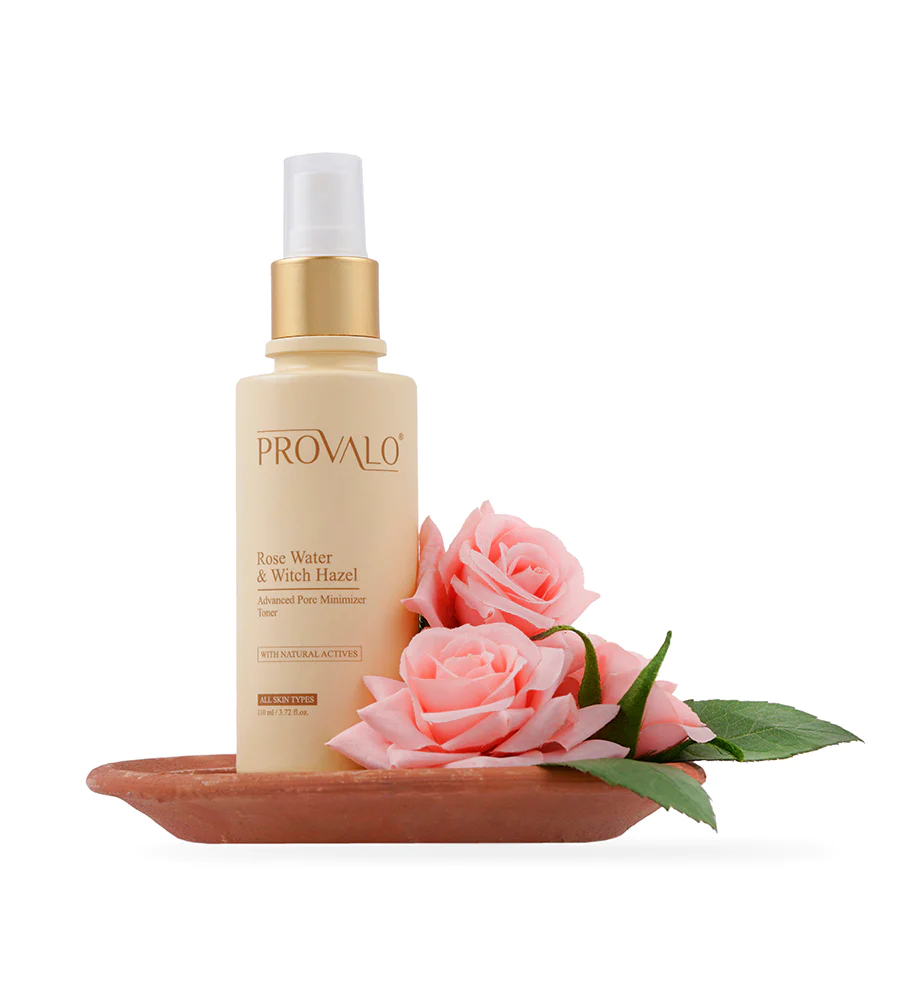 PROVALO®
Rose Water
& Witch Hazel
Advanced Pore Minimizer
Toner
WITH NATURAL ACTIVES
ALL SKIN TYPES
110 ml / 3.72 fl.oz.